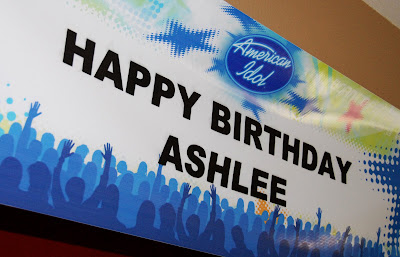 American
Idol
HAPPY BIRTHDAY
ASHLEE